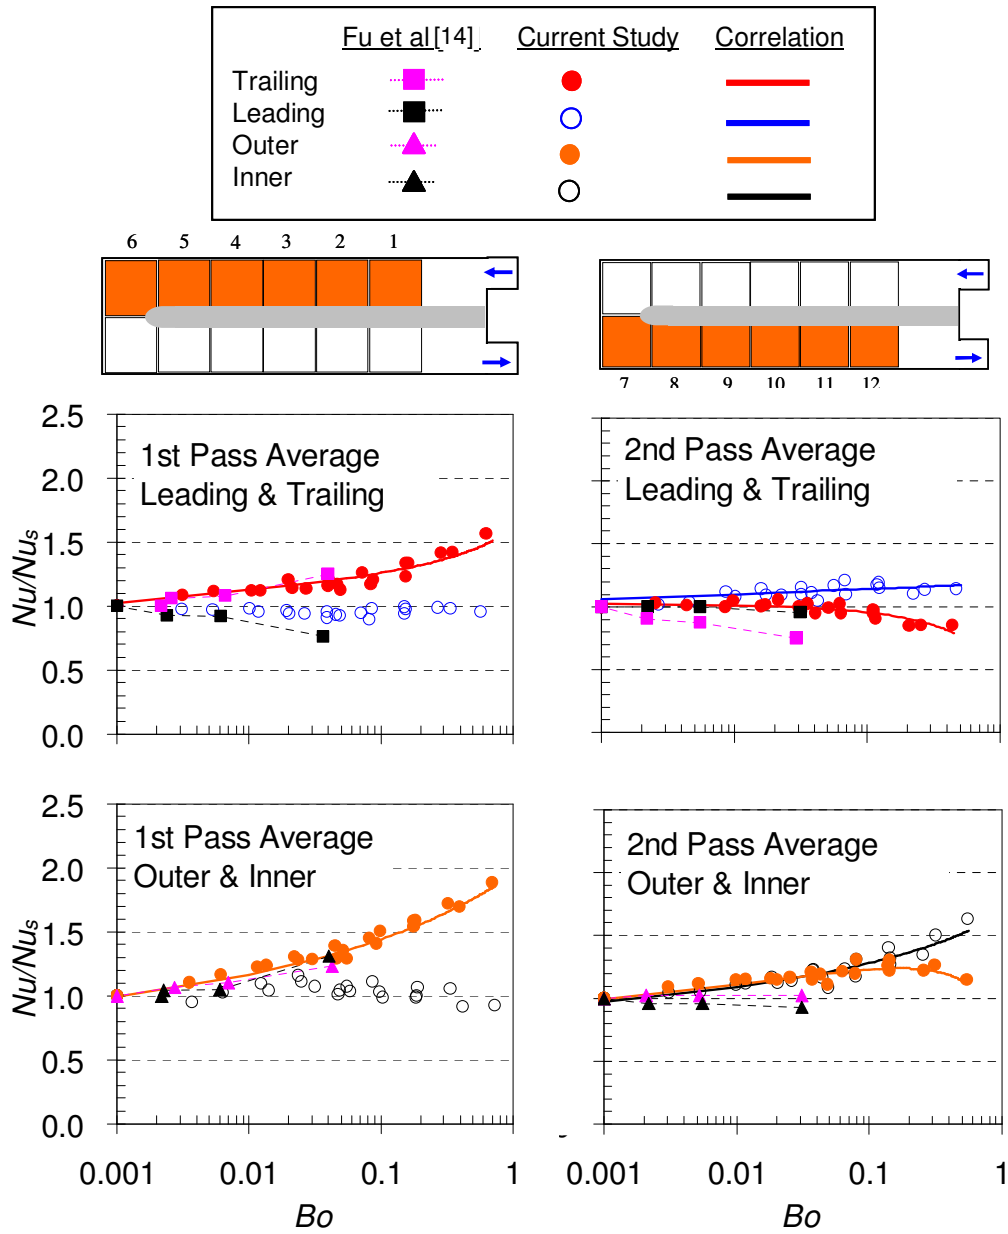 Fu et al [14] Current Study Correlation
Trailing
Leading
Outer
Inner
6 5 4 3 2 1
7 8 9 10 11 12
2.5
2.0
1.5
1.0
0.5
0.0
Nu/Nus
1st Pass Average
Leading & Trailing
2nd Pass Average
Leading & Trailing
2.5
2.0
1.5
1.0
0.5
0.0
Nu/Nus
1st Pass Average
Outer & Inner
2nd Pass Average
Outer & Inner
0.001 0.01 0.1 1
0.001 0.01 0.1 1
Bo
Bo